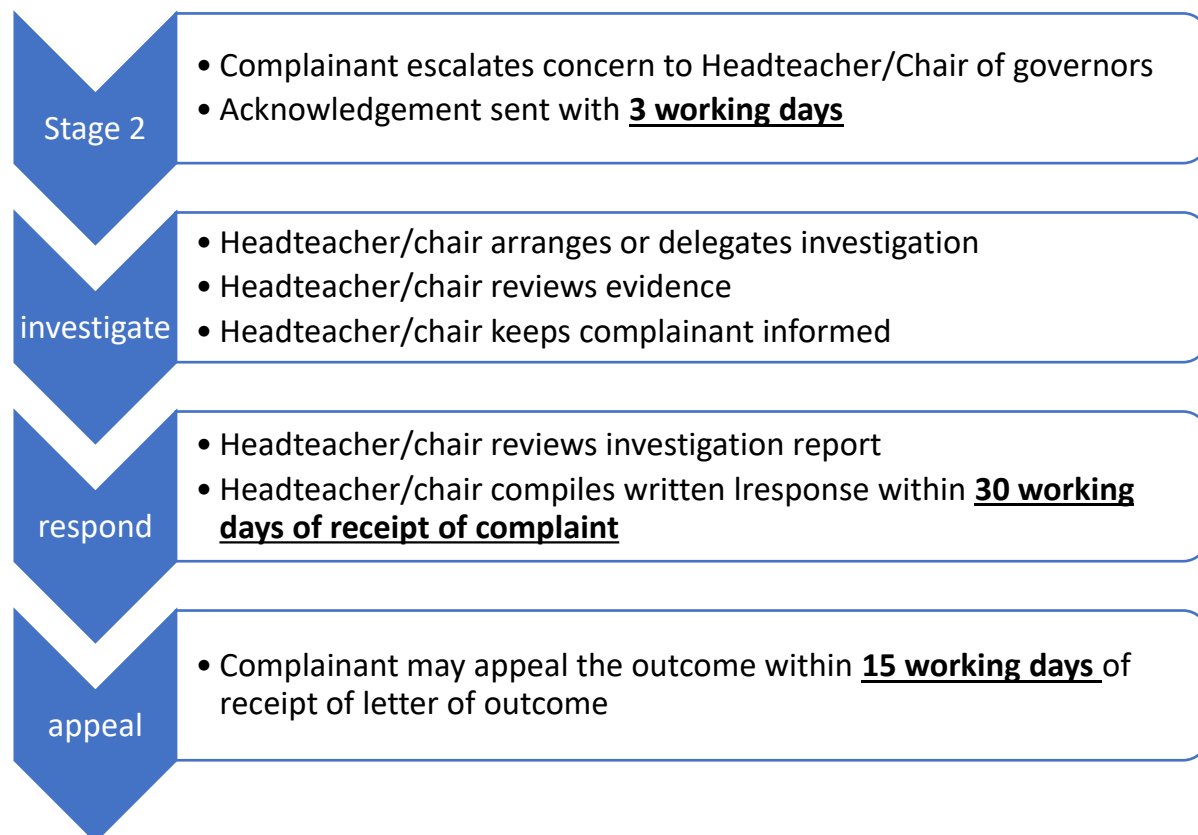 Stage 2
• Complainant escalates concern to Headteacher/Chair of governors
• Acknowledgement sent with 3 working days
investigate
• Headteacher/chair arranges or delegates investigation
• Headteacher/chair reviews evidence
• Headteacher/chair keeps complainant informed
respond
• Headteacher/chair reviews investigation report
• Headteacher/chair compiles written lresponse within 30 working
days of receipt of complaint
appeal
• Complainant may appeal the outcome within 15 working days of
receipt of letter of outcome